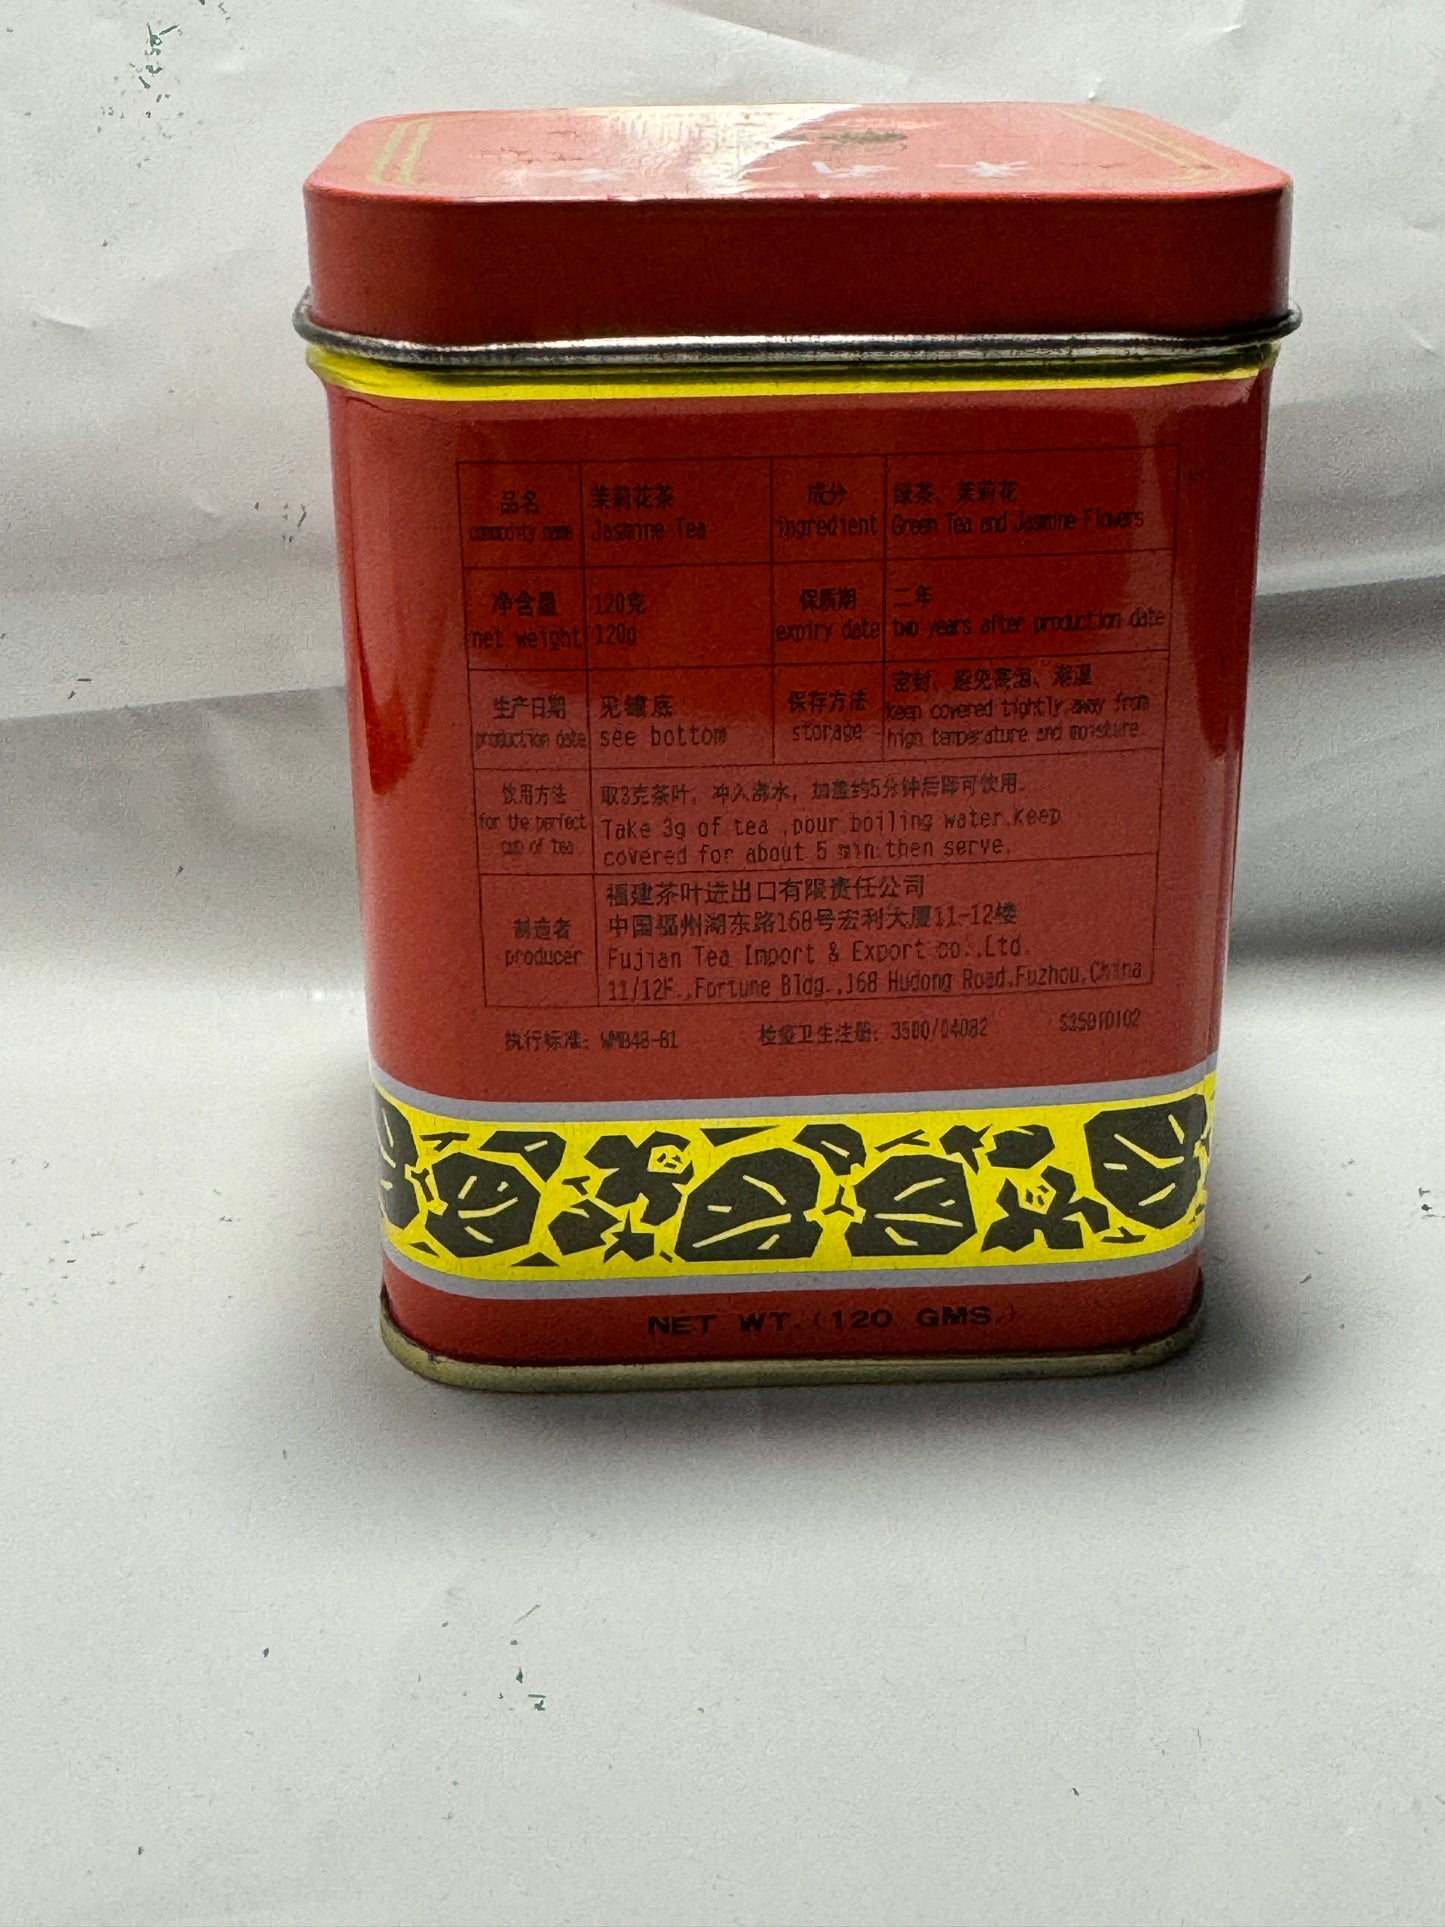 品名
commodity name
茉莉花茶
Jasmine Tea
成分
ingredient
绿茶、茉莉花
Green Tea and Jasmine Flowers
净含量
net weight
120克
120g
保质期
expiry date
二年
two years after production date
生产日期
production date
见罐底
see bottom
保存方法
storage
密封、避免高温、潮湿
keep covered tightly,away from
high temperature and moisture.
饮用方法
for the perfect
cup of tea
取3克茶叶，冲入沸水，加盖约5分钟后即可饮用。
Take 3g of tea ,pour boiling water,keep
covered for about 5 min then serve.
制造者
producer
福建茶叶进出口有限责任公司
中国福州湖东路168号宏利大厦11-12楼
Fujian Tea Import & Export co.,Ltd.
11/12F.,Fortune Bldg.,168 Hudong Road,Fuzhou,China
执行标准：WMB48-81 检疫卫生注册：3500/04082
NET WT.(120 GMS.)